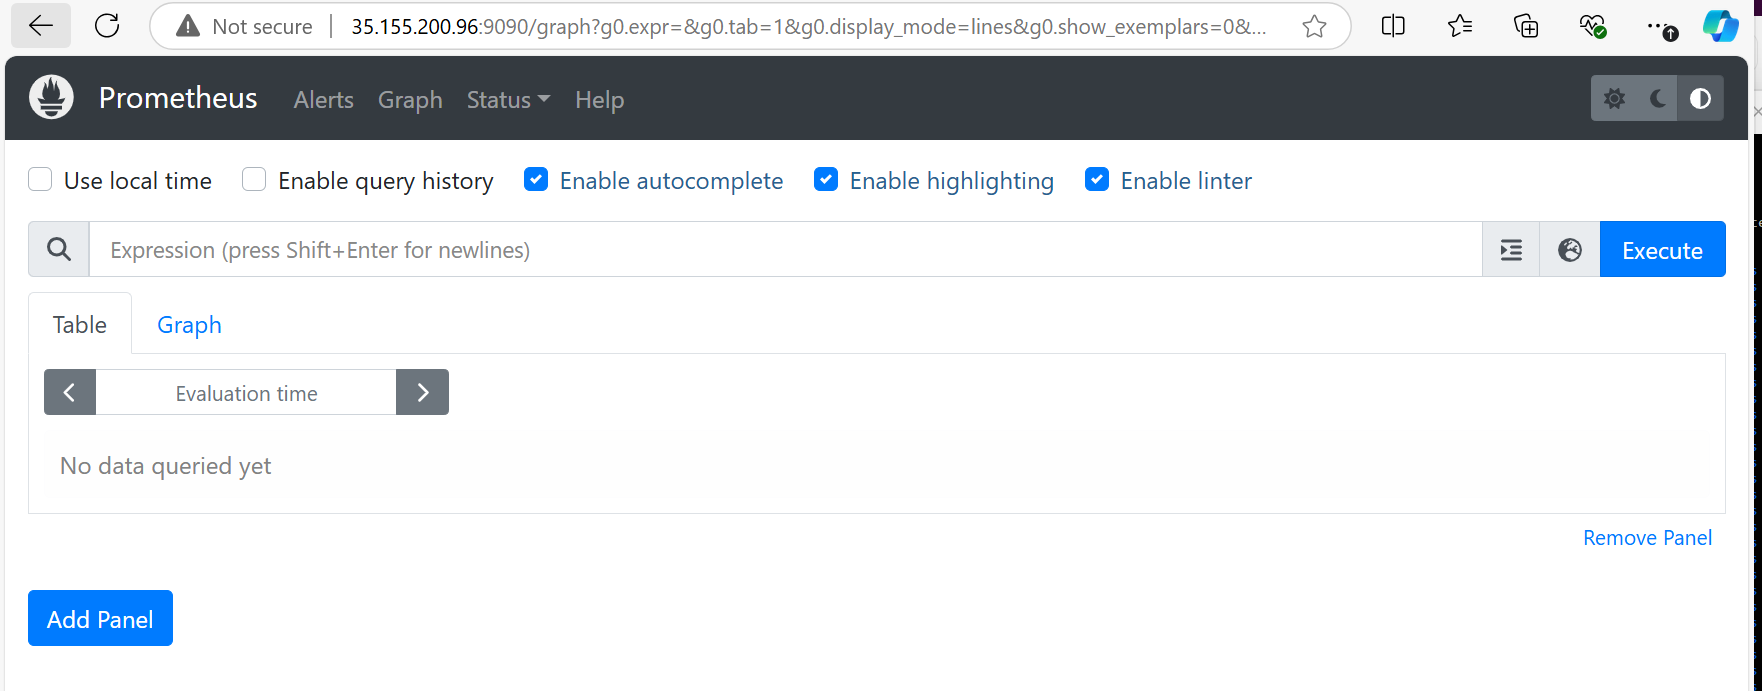 Not secure 35.155.200.96:9090/graph?g0.expr=&g0.tab=1&g0.display_mode=lines&g0.show_exemplars=0&...
Prometheus Alerts Graph Status Help
Use local time Enable query history Enable autocomplete Enable highlighting Enable linter
Expression (press Shift+Enter for newlines) Execute
Table Graph
Evaluation time
No data queried yet
Remove Panel
Add Panel